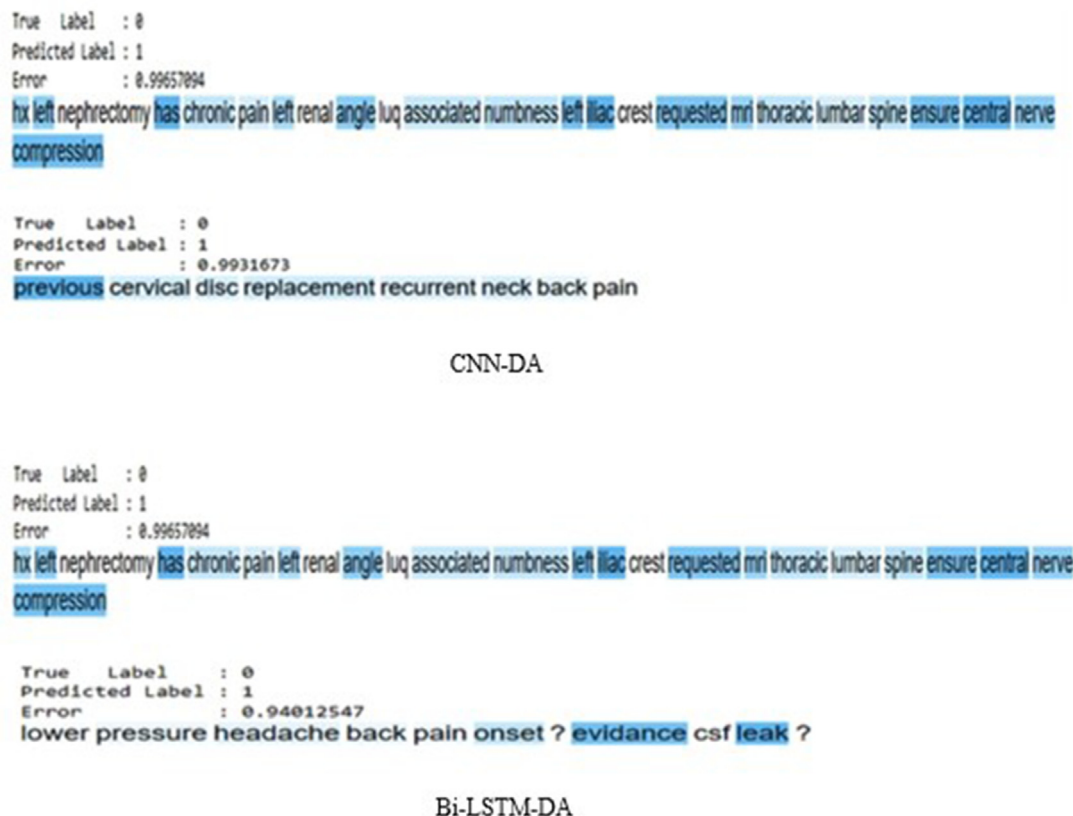 True Label : 0
Predicted Label : 1
Error : 0.99657094
hx left nephrectomy has chronic pain left renal angle luq associated numbness left iliac crest requested mri thoracic lumbar spine ensure central nerve
compression
True Label : 0
Predicted Label : 1
Error : 0.9931673
previous cervical disc replacement recurrent neck back pain
CNN-DA
True Label : 0
Predicted Label : 1
Error : 0.99657094
hx left nephrectomy has chronic pain left renal angle luq associated numbness left iliac crest requested mri thoracic lumbar spine ensure central nerve
compression
True Label : 0
Predicted Label : 1
Error : 0.94012547
lower pressure headache back pain onset ? evidance csf leak ?
Bi-LSTM-DA